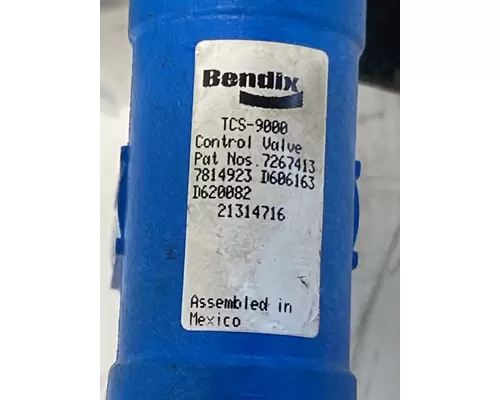 Bendix
TCS-9000
Control Valve
Pat Nos.7267413
7814923 D606163
D620082
21314716
Assembled in
Mexico